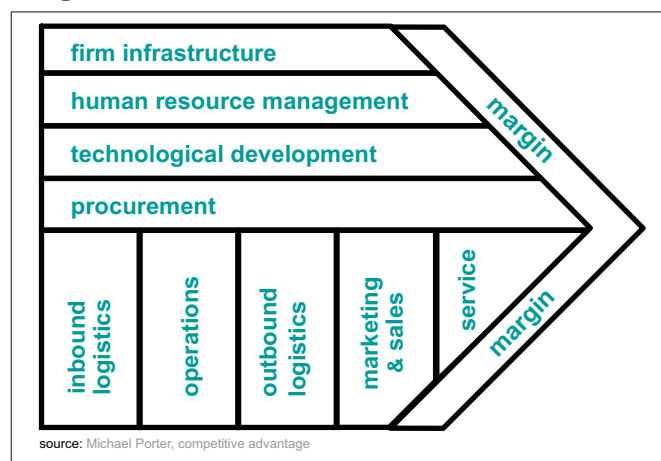 firm infrastructure
human resource management
technological development
procurement
margin
inbound
logistics
operations
outbound
logistics
marketing
& sales
service
margin
source: Michael Porter, competitive advantage